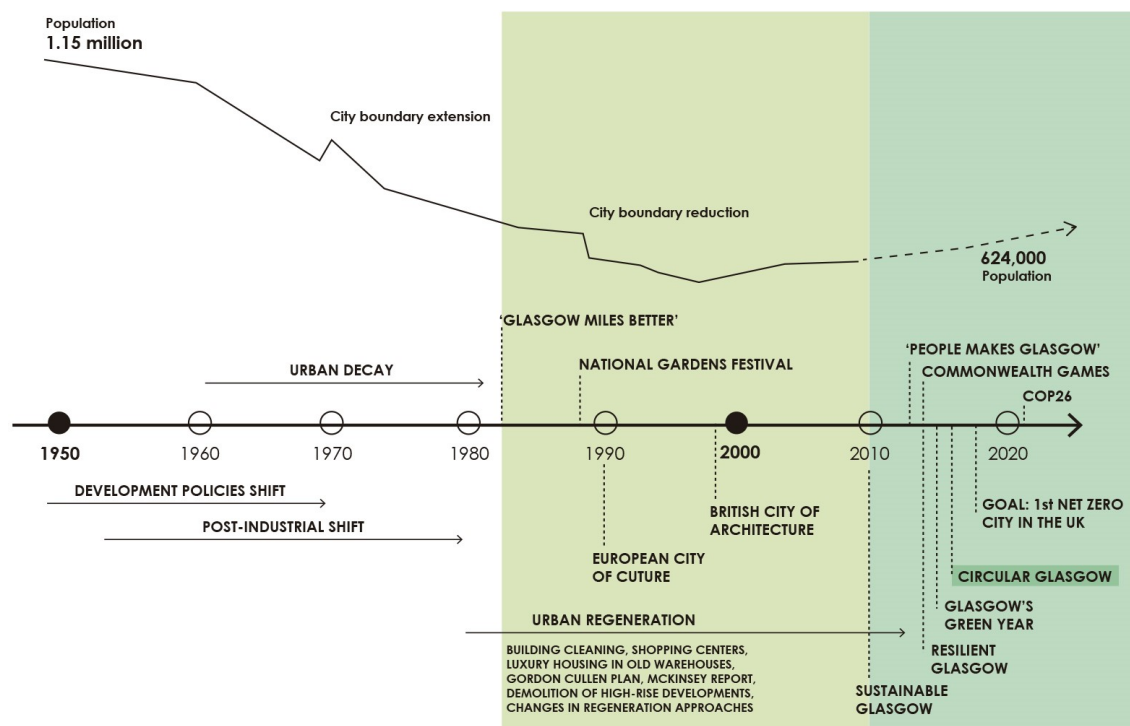 Population
1.15 million
City boundary extension
City boundary reduction
624,000
Population
'GLASGOW MILES BETTER'
'PEOPLE MAKES GLASGOW'
NATIONAL GARDENS FESTIVAL
URBAN DECAY
COMMONWEALTH GAMES
COP26
1950
1960
1970
1980
1990
2000
2010
2020
DEVELOPMENT POLICIES SHIFT
POST-INDUSTRIAL SHIFT
BRITISH CITY OF
ARCHITECTURE
GOAL: 1st NET ZERO
CITY IN THE UK
EUROPEAN CITY
OF CUTURE
CIRCULAR GLASGOW
GLASGOW'S
GREEN YEAR
URBAN REGENERATION
BUILDING CLEANING, SHOPPING CENTERS,
LUXURY HOUSING IN OLD WAREHOUSES,
GORDON CULLEN PLAN, MCKINSEY REPORT,
DEMOLITION OF HIGH-RISE DEVELOPMENTS,
CHANGES IN REGENERATION APPROACHES
RESILIENT
GLASGOW
SUSTAINABLE
GLASGOW